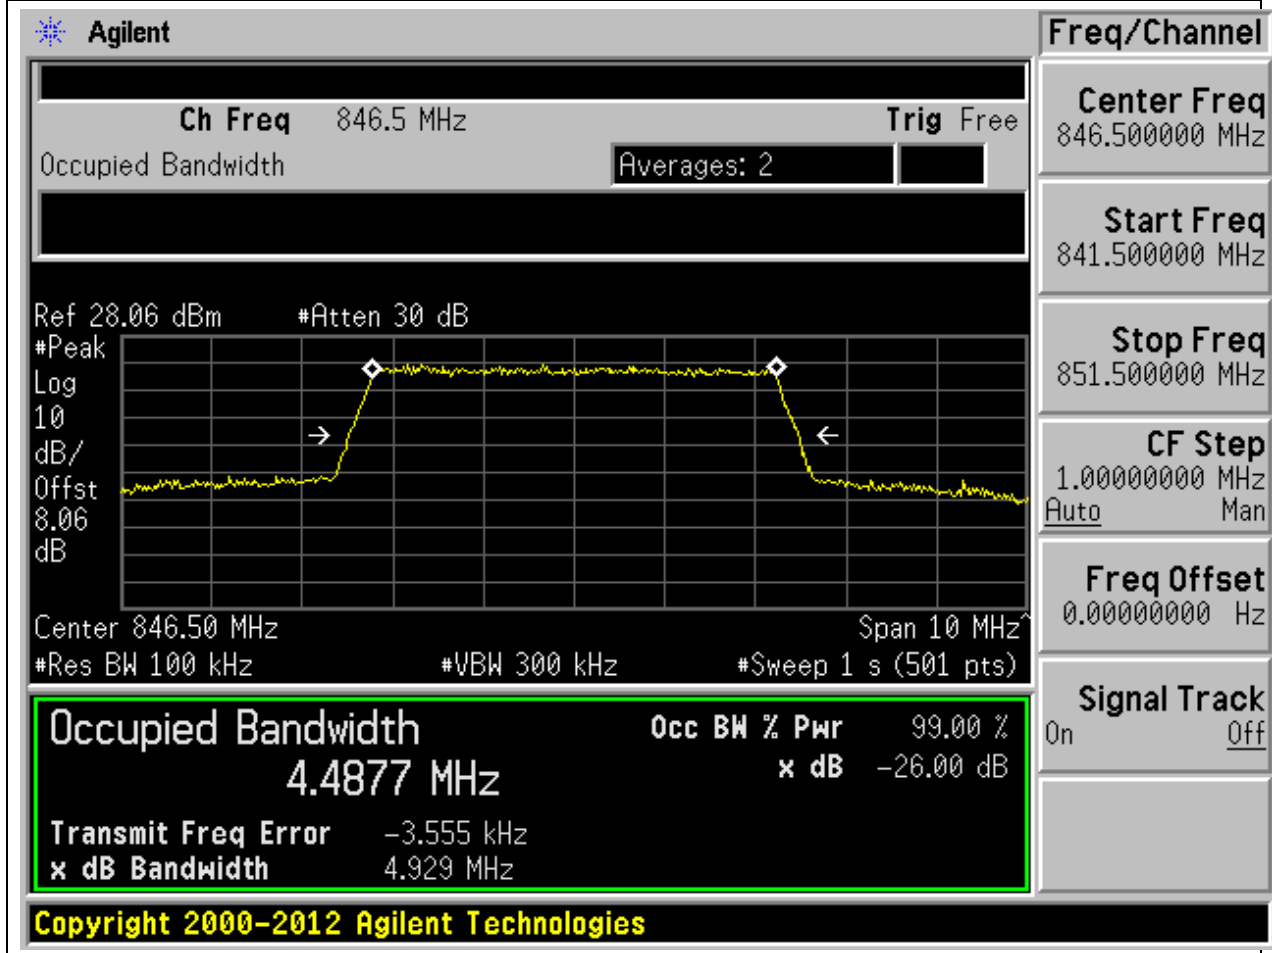 Agilent
Freq/Channel
Ch Freq 846.5 MHz Trig Free
Occupied Bandwidth Averages: 2
Center Freq
846.500000 MHz
Start Freq
841.500000 MHz
Stop Freq
851.500000 MHz
CF Step
1.00000000 MHz
Auto Man
Freq Offset
0.00000000 Hz
Signal Track
On Off
Ref 28.06 dBm #Atten 30 dB
#Peak
Log
10
dB/
Offst
8.06
dB
Center 846.50 MHz Span 10 MHz^
#Res BW 100 kHz #VBW 300 kHz #Sweep 1 s (501 pts)
Occupied Bandwidth Occ BW % Pwr 99.00 %
4.4877 MHz x dB -26.00 dB
Transmit Freq Error -3.555 kHz
x dB Bandwidth 4.929 MHz
Copyright 2000-2012 Agilent Technologies